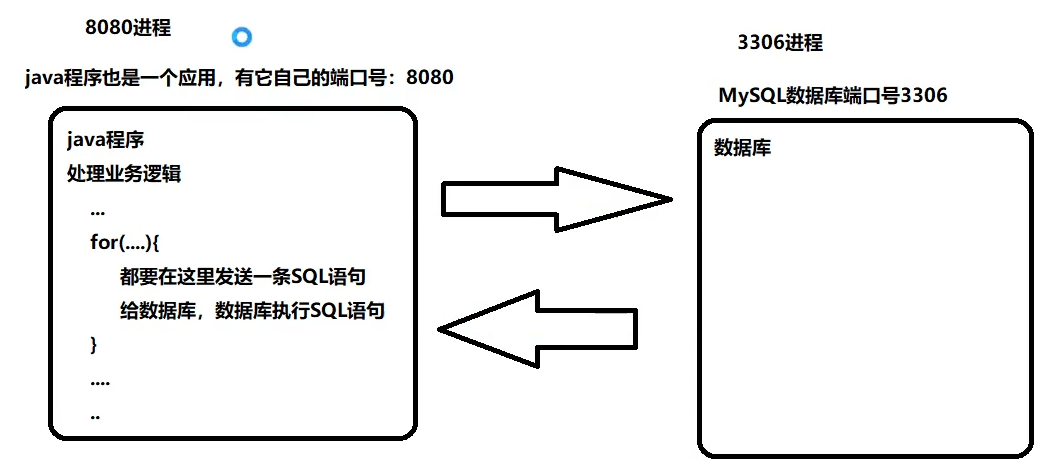 8080进程
java程序也是一个应用，有它自己的端口号：8080
java程序
处理业务逻辑
...
for(....){
都要在这里发送一条SQL语句
给数据库，数据库执行SQL语句
}
....
..
3306进程
MySQL数据库端口号3306
数据库